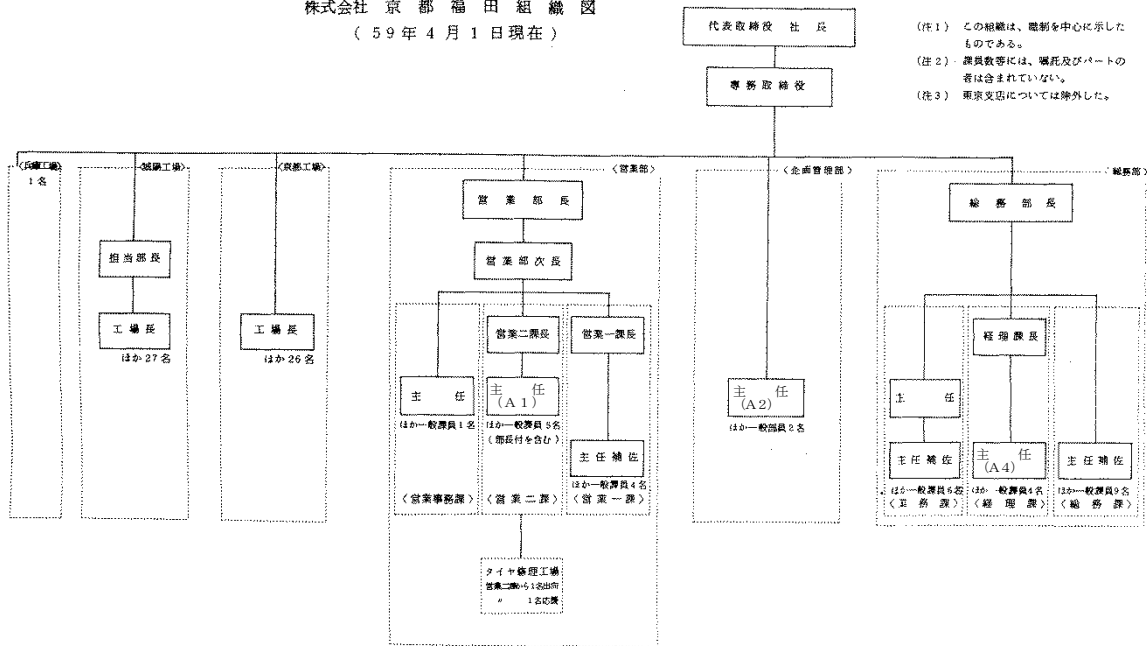 株式会社 京都福田組織図
(59年4月1日現在)
代表取締役 社長
専務取締役
(注1) この組織は、職制を中心に示した
ものである。
(注2) 課員数等には、嘱託及びパートの
者は含まれていない。
(注3) 東京支店については除外した。
〈兵庫工場〉
1名
〈城陽工場〉
担当部長
工場長
ほか27名
〈京都工場〉
工場長
ほか26名
〈営業部〉
営業部長
営業部次長
主任
ほか一般課員1名
〈営業事務課〉
営業二課長
主任
(A1)
ほか一般課員5名
(部長付を含む)
〈営業二課〉
営業一課長
主任補佐
ほか一般課員4名
〈営業一課〉
タイヤ修理工場
営業二課から1名出向
〃 1名応援
〈企画管理部〉
主任
(A2)
ほか一般部員2名
〈総務部〉
総務部長
主任
主任補佐
ほか一般課員6名
〈業務課〉
経理課長
主任
(A4)
ほか一般課員4名
〈経理課〉
主任補佐
ほか一般課員9名
〈総務課〉